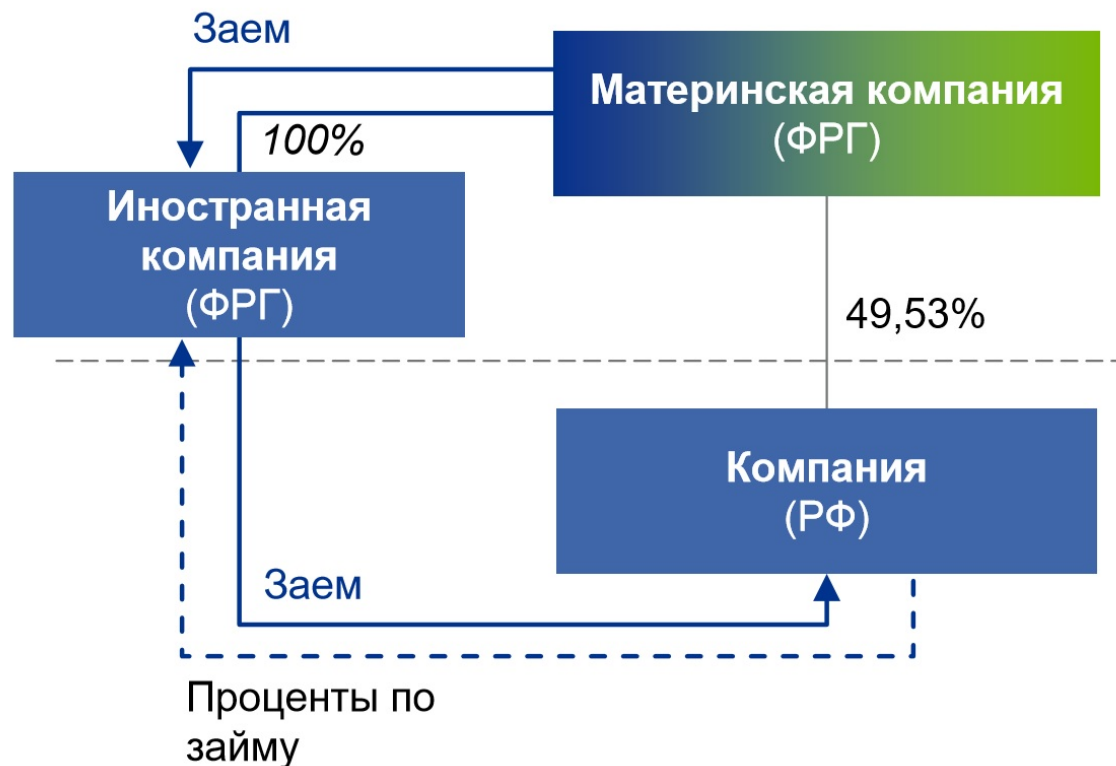 Заем
Материнская компания
(ФРГ)
100%
Иностранная
компания
(ФРГ)
49,53%
Компания
(РФ)
Заем
Проценты по
займу